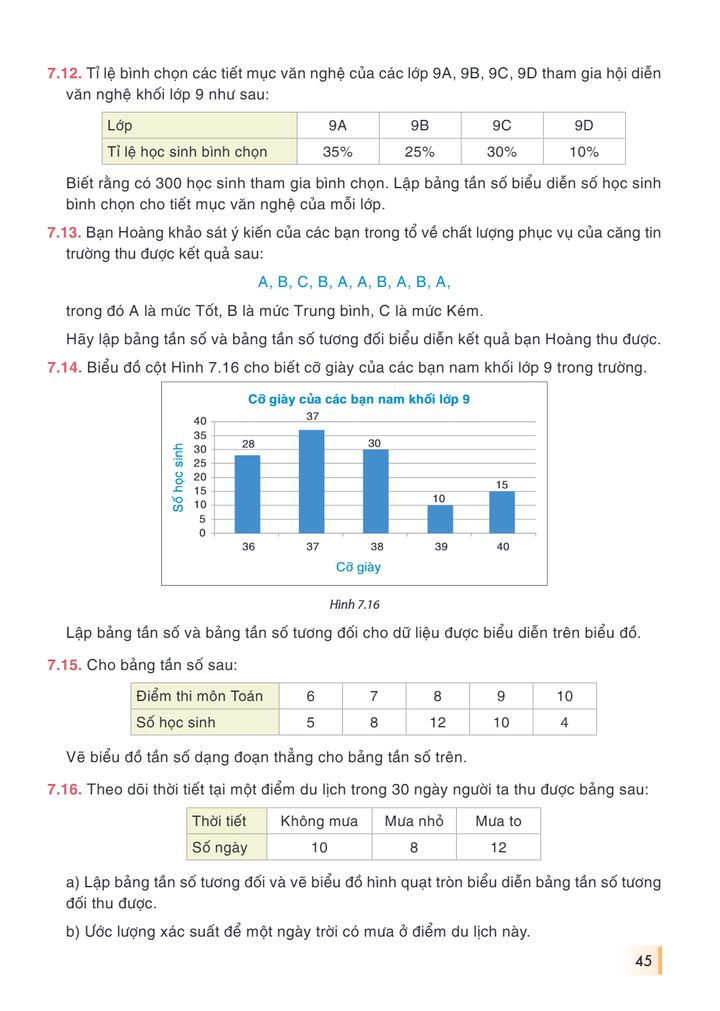 7.12. Tỉ lệ bình chọn các tiết mục văn nghệ của các lớp 9A, 9B, 9C, 9D tham gia hội diễn
văn nghệ khối lớp 9 như sau:
Lớp 9A 9B 9C 9D
Tỉ lệ học sinh bình chọn 35% 25% 30% 10%
Biết rằng có 300 học sinh tham gia bình chọn. Lập bảng tần số biểu diễn số học sinh
bình chọn cho tiết mục văn nghệ của mỗi lớp.
7.13. Bạn Hoàng khảo sát ý kiến của các bạn trong tổ về chất lượng phục vụ của căng tin
trường thu được kết quả sau:
A, B, C, B, A, A, B, A, B, A,
trong đó A là mức Tốt, B là mức Trung bình, C là mức Kém.
Hãy lập bảng tần số và bảng tần số tương đối biểu diễn kết quả bạn Hoàng thu được.
7.14. Biểu đồ cột Hình 7.16 cho biết cỡ giày của các bạn nam khối lớp 9 trong trường.
Cỡ giày của các bạn nam khối lớp 9
Số học sinh
40
35
30
25
20
15
10
5
0
28
37
30
10
15
36 37 38 39 40
Cỡ giày
Hình 7.16
Lập bảng tần số và bảng tần số tương đối cho dữ liệu được biểu diễn trên biểu đồ.
7.15. Cho bảng tần số sau:
Điểm thi môn Toán 6 7 8 9 10
Số học sinh 5 8 12 10 4
Vẽ biểu đồ tần số dạng đoạn thẳng cho bảng tần số trên.
7.16. Theo dõi thời tiết tại một điểm du lịch trong 30 ngày người ta thu được bảng sau:
Thời tiết Không mưa Mưa nhỏ Mưa to
Số ngày 10 8 12
a) Lập bảng tần số tương đối và vẽ biểu đồ hình quạt tròn biểu diễn bảng tần số tương
đối thu được.
b) Ước lượng xác suất để một ngày trời có mưa ở điểm du lịch này.
45